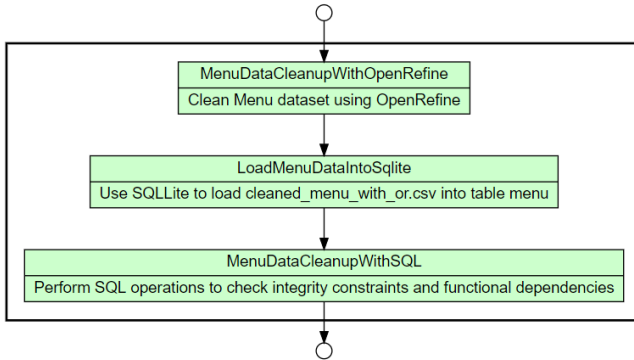 MenuDataCleanupWithOpenRefine
Clean Menu dataset using OpenRefine
LoadMenuDataIntoSqlite
Use SQLLite to load cleaned_menu_with_or.csv into table menu
MenuDataCleanupWithSQL
Perform SQL operations to check integrity constraints and functional dependencies